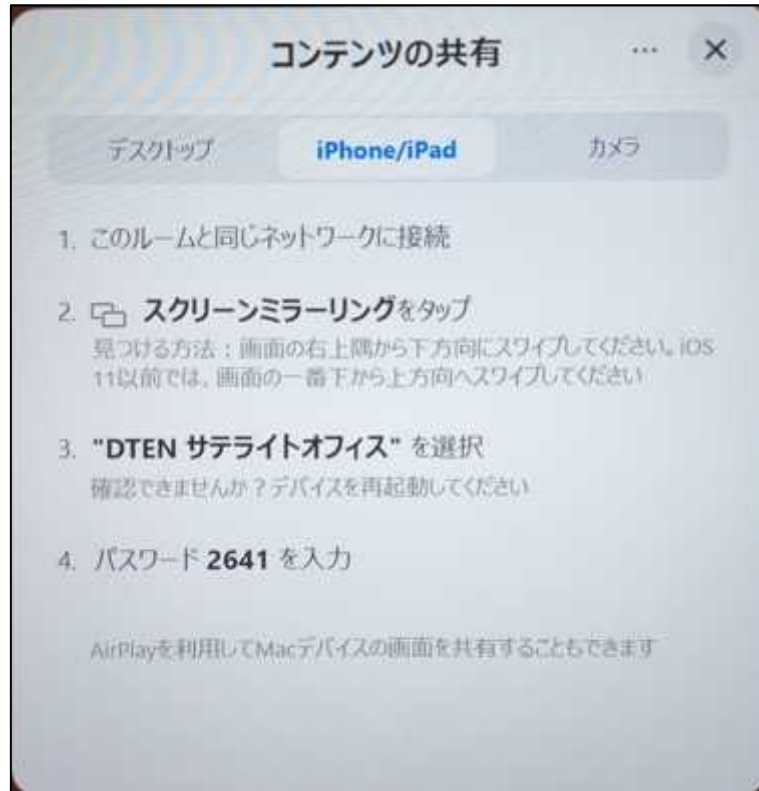 コンテンツの共有
… ×
デスクトップ iPhone/iPad カメラ
1. このルームと同じネットワークに接続
2. スクリーンミラーリングをタップ
見つける方法：画面の右上隅から下方向にスワイプしてください。iOS
11以前では、画面の一番下から上方向へスワイプしてください
3. "DTEN サテライトオフィス" を選択
確認できませんか？デバイスを再起動してください
4. パスワード 2641 を入力
AirPlayを利用してMacデバイスの画面を共有することもできます